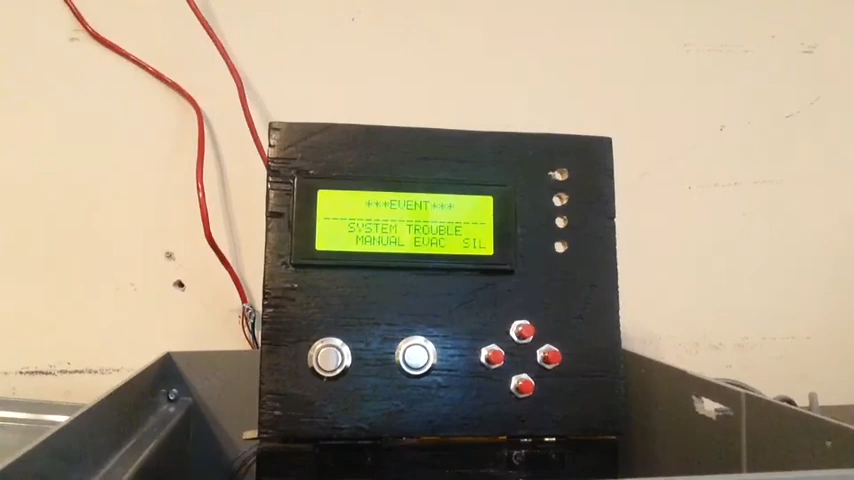 ***EVENT***
--------------------
SYSTEM TROUBLE
MANUAL EVAC SIL